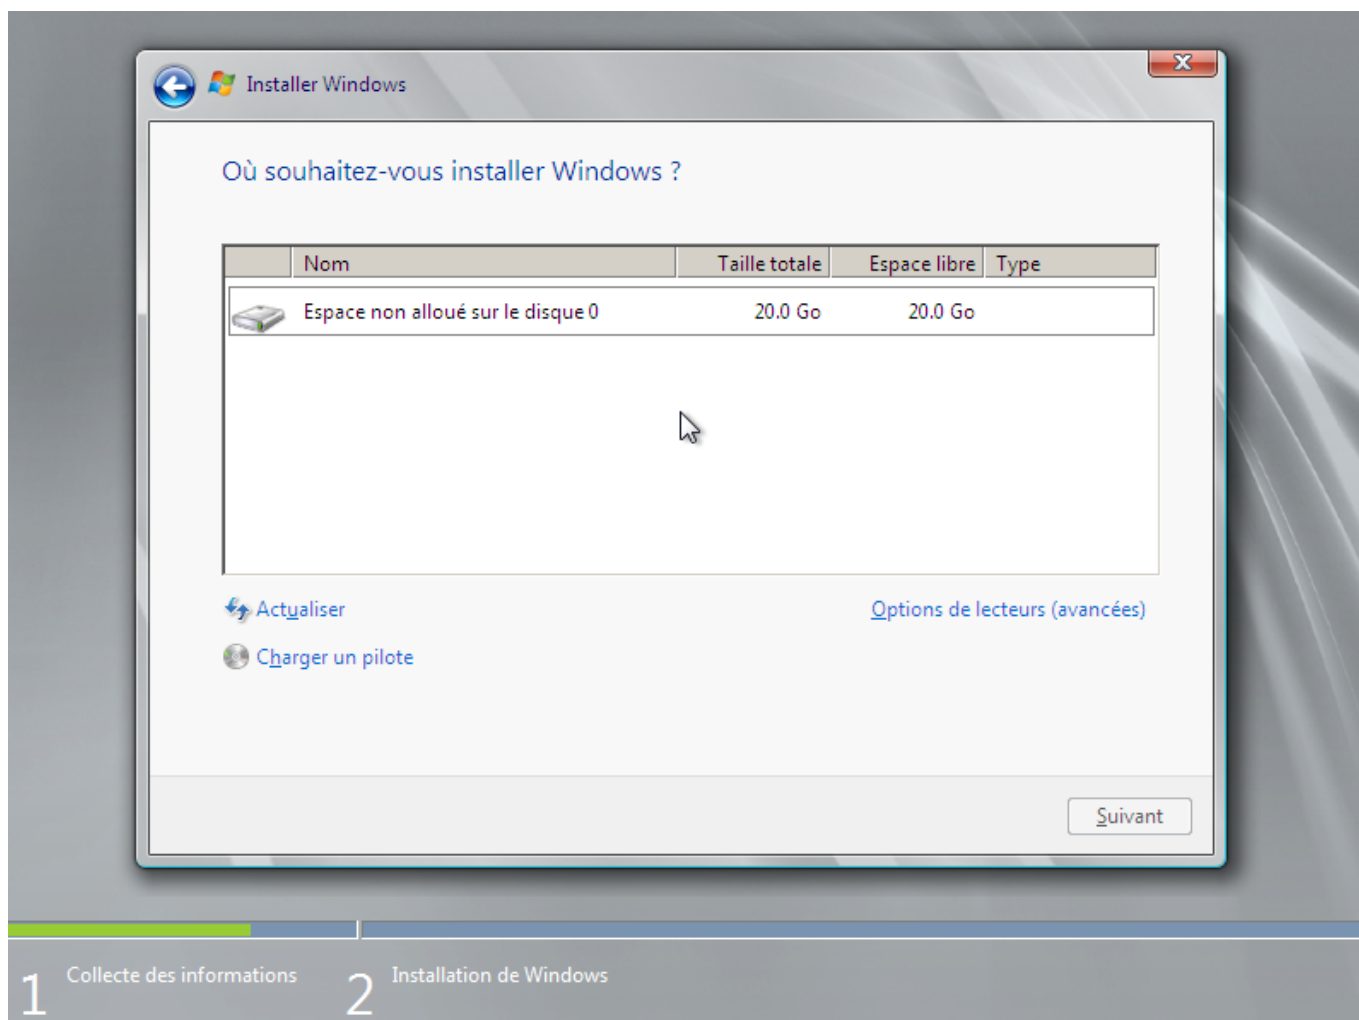 Installer Windows
Où souhaitez-vous installer Windows ?
Nom Taille totale Espace libre Type
Espace non alloué sur le disque 0 20.0 Go 20.0 Go
Actualiser Options de lecteurs (avancées)
Charger un pilote
Suivant
1 Collecte des informations 2 Installation de Windows